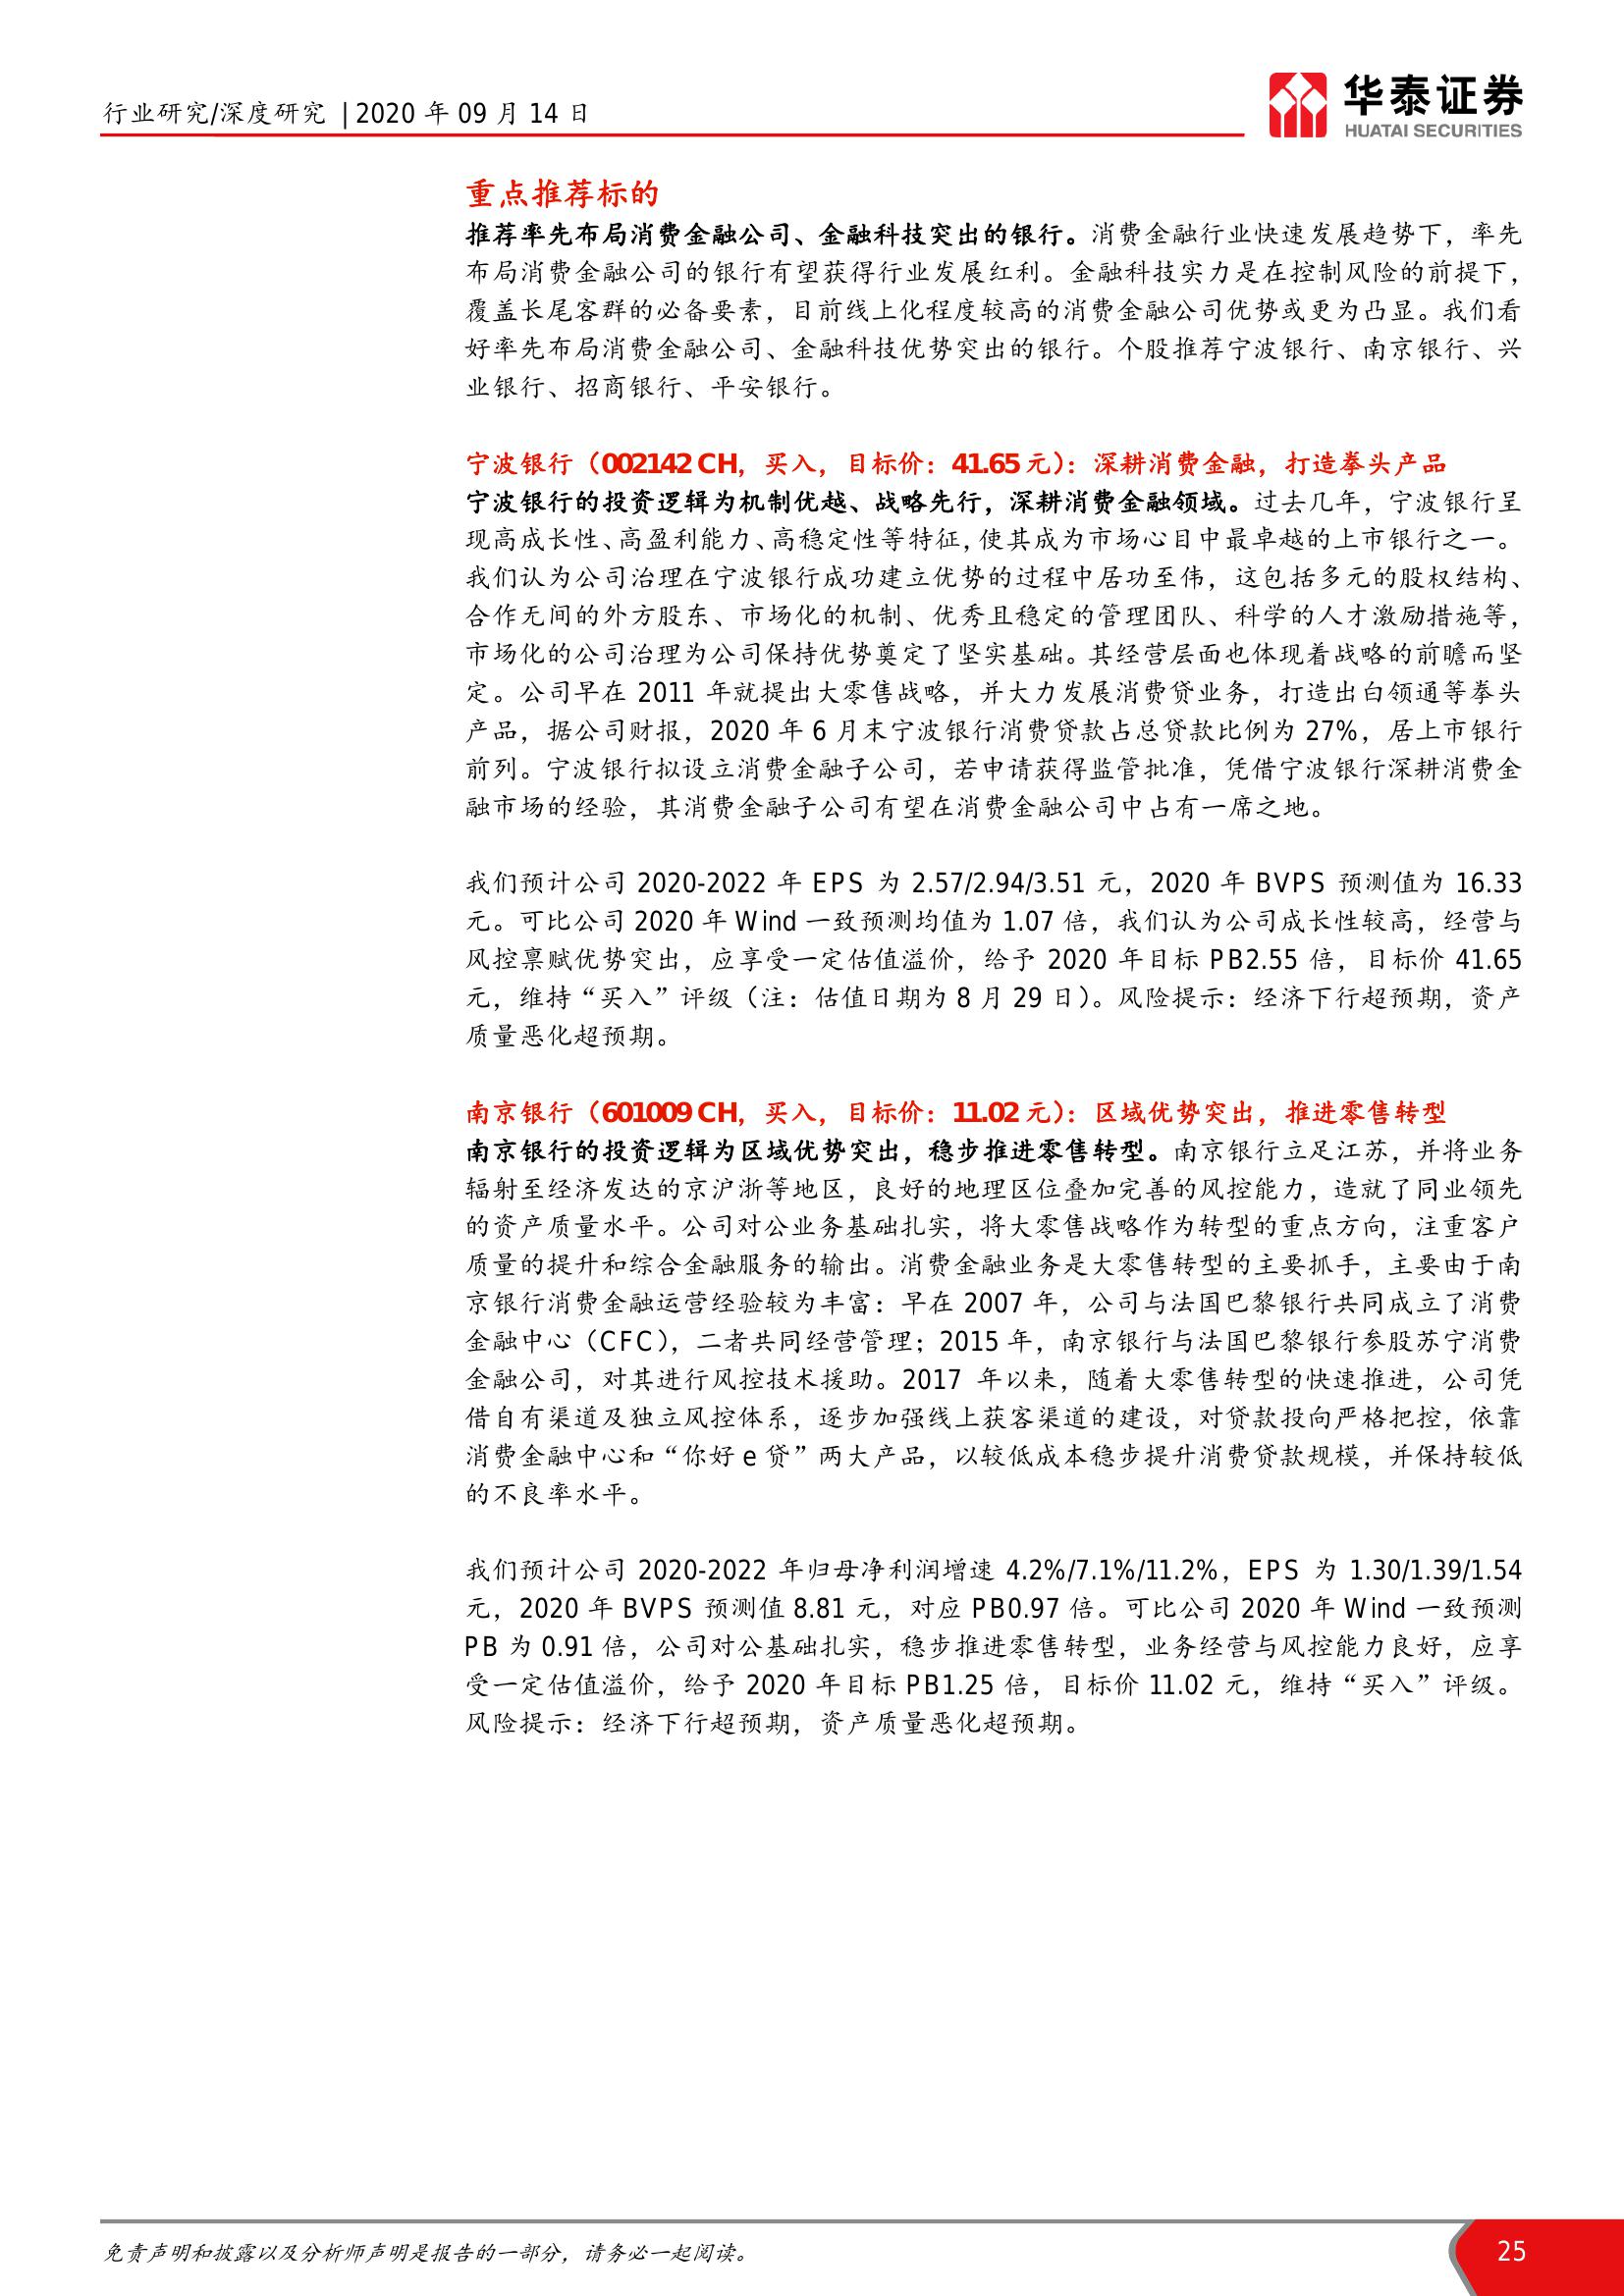 行业研究/深度研究 | 2020 年 09 月 14 日
华泰证券
HUATAI SECURITIES
重点推荐标的
推荐率先布局消费金融公司、金融科技突出的银行。消费金融行业快速发展趋势下，率先
布局消费金融公司的银行有望获得行业发展红利。金融科技实力是在控制风险的前提下，
覆盖长尾客群的必备要素，目前线上化程度较高的消费金融公司优势或更为凸显。我们看
好率先布局消费金融公司、金融科技优势突出的银行。个股推荐宁波银行、南京银行、兴
业银行、招商银行、平安银行。
宁波银行（002142 CH，买入，目标价：41.65 元）：深耕消费金融，打造拳头产品
宁波银行的投资逻辑为机制优越、战略先行，深耕消费金融领域。过去几年，宁波银行呈
现高成长性、高盈利能力、高稳定性等特征，使其成为市场心目中最卓越的上市银行之一。
我们认为公司治理在宁波银行成功建立优势的过程中居功至伟，这包括多元的股权结构、
合作无间的外方股东、市场化的机制、优秀且稳定的管理团队、科学的人才激励措施等，
市场化的公司治理为公司保持优势奠定了坚实基础。其经营层面也体现着战略的前瞻而坚
定。公司早在 2011 年就提出大零售战略，并大力发展消费贷业务，打造出白领通等拳头
产品，据公司财报，2020 年 6 月末宁波银行消费贷款占总贷款比例为 27%，居上市银行
前列。宁波银行拟设立消费金融子公司，若申请获得监管批准，凭借宁波银行深耕消费金
融市场的经验，其消费金融子公司有望在消费金融公司中占有一席之地。
我们预计公司 2020-2022 年 EPS 为 2.57/2.94/3.51 元，2020 年 BVPS 预测值为 16.33
元。可比公司 2020 年 Wind 一致预测均值为 1.07 倍，我们认为公司成长性较高，经营与
风控禀赋优势突出，应享受一定估值溢价，给予 2020 年目标 PB2.55 倍，目标价 41.65
元，维持“买入”评级（注：估值日期为 8 月 29 日）。风险提示：经济下行超预期，资产
质量恶化超预期。
南京银行（601009 CH，买入，目标价：11.02 元）：区域优势突出，推进零售转型
南京银行的投资逻辑为区域优势突出，稳步推进零售转型。南京银行立足江苏，并将业务
辐射至经济发达的京沪浙等地区，良好的地理区位叠加完善的风控能力，造就了同业领先
的资产质量水平。公司对公业务基础扎实，将大零售战略作为转型的重点方向，注重客户
质量的提升和综合金融服务的输出。消费金融业务是大零售转型的主要抓手，主要由于南
京银行消费金融运营经验较为丰富：早在 2007 年，公司与法国巴黎银行共同成立了消费
金融中心（CFC），二者共同经营管理；2015 年，南京银行与法国巴黎银行参股苏宁消费
金融公司，对其进行风控技术援助。2017 年以来，随着大零售转型的快速推进，公司凭
借自有渠道及独立风控体系，逐步加强线上获客渠道的建设，对贷款投向严格把控，依靠
消费金融中心和“你好 e 贷”两大产品，以较低成本稳步提升消费贷款规模，并保持较低
的不良率水平。
我们预计公司 2020-2022 年归母净利润增速 4.2%/7.1%/11.2%，EPS 为 1.30/1.39/1.54
元，2020 年 BVPS 预测值 8.81 元，对应 PB0.97 倍。可比公司 2020 年 Wind 一致预测
PB 为 0.91 倍，公司对公基础扎实，稳步推进零售转型，业务经营与风控能力良好，应享
受一定估值溢价，给予 2020 年目标 PB1.25 倍，目标价 11.02 元，维持“买入”评级。
风险提示：经济下行超预期，资产质量恶化超预期。
免责声明和披露以及分析师声明是报告的一部分，请务必一起阅读。
25